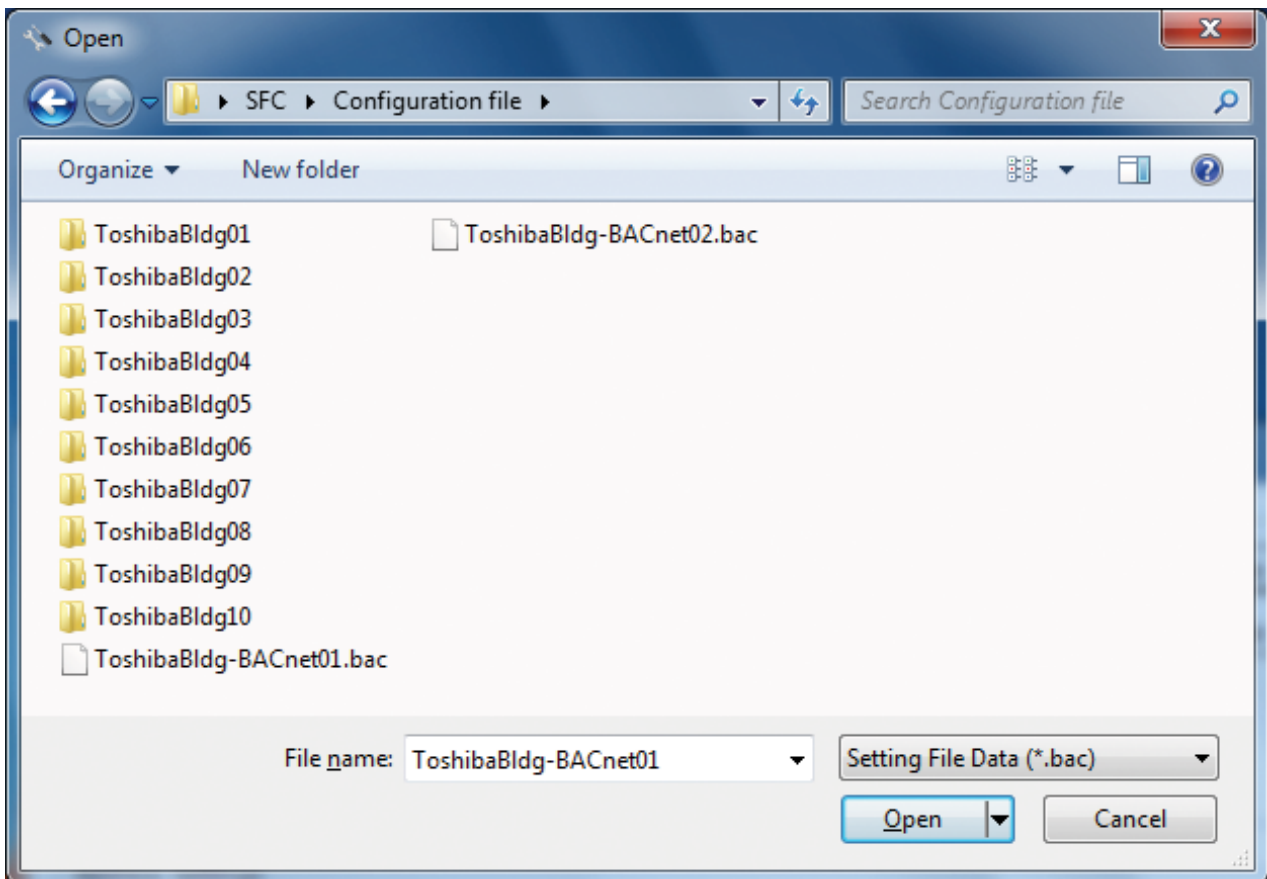 Open
SFC Configuration file
Search Configuration file
Organize New folder
ToshibaBldg01
ToshibaBldg02
ToshibaBldg03
ToshibaBldg04
ToshibaBldg05
ToshibaBldg06
ToshibaBldg07
ToshibaBldg08
ToshibaBldg09
ToshibaBldg10
ToshibaBldg-BACnet01.bac
ToshibaBldg-BACnet02.bac
File name: ToshibaBldg-BACnet01
Setting File Data (*.bac)
Open Cancel